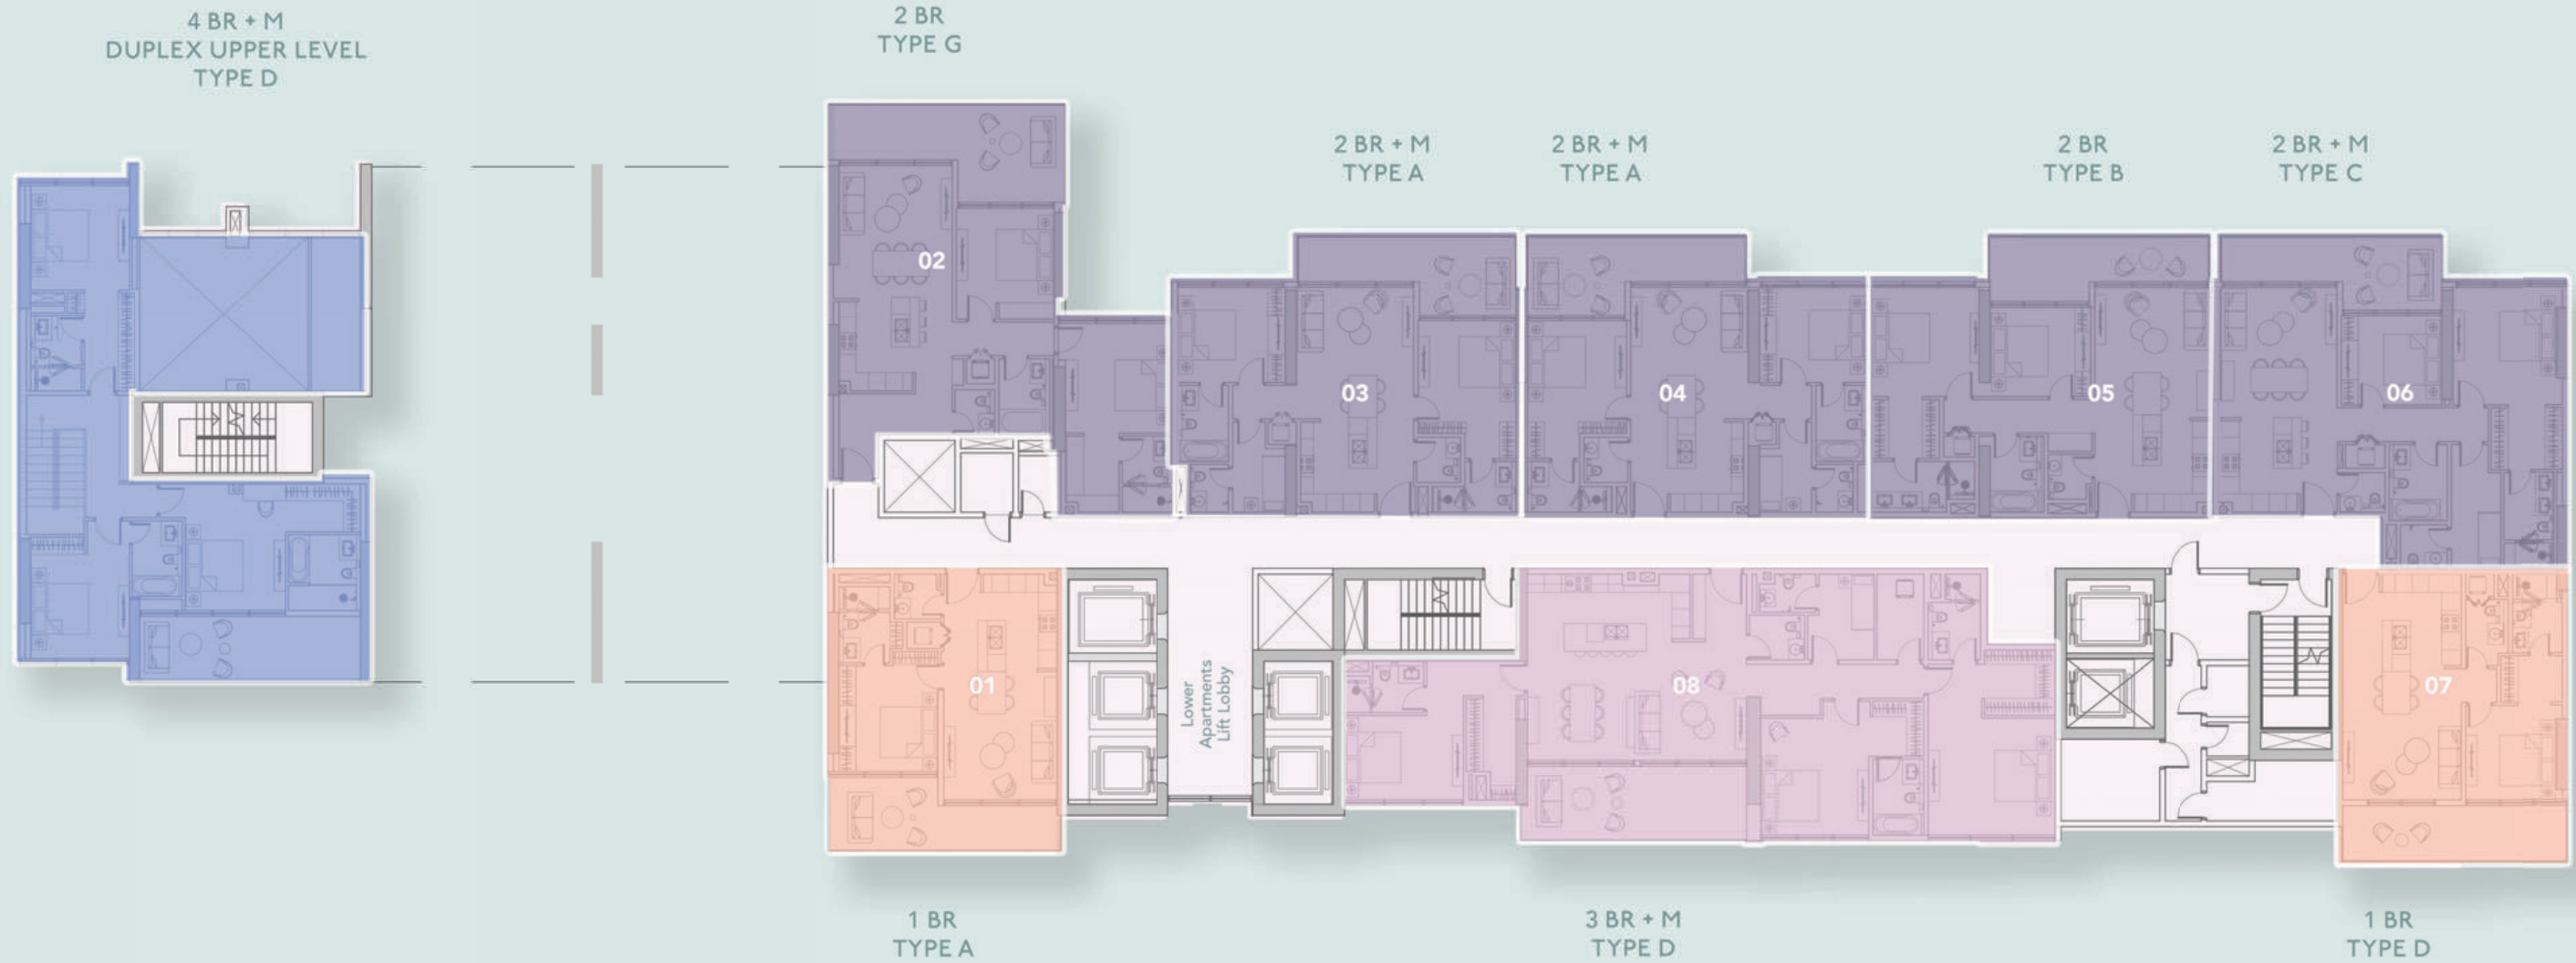 4 BR + M
DUPLEX UPPER LEVEL
TYPE D
2 BR
TYPE G
2 BR + M
TYPE A
2 BR + M
TYPE A
2 BR
TYPE B
2 BR + M
TYPE C
02
03
04
05
06
01
Lower
Apartments
Lift Lobby
08
07
1 BR
TYPE A
3 BR + M
TYPE D
1 BR
TYPE D